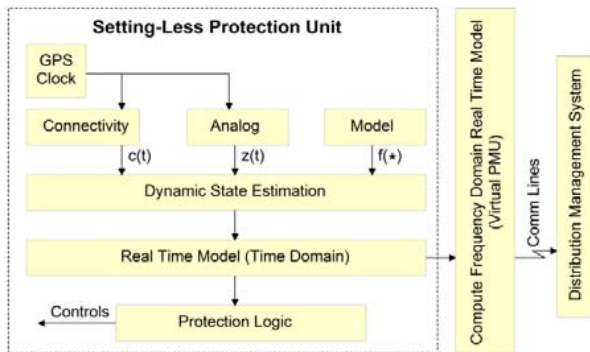 Setting-Less Protection Unit
GPS
Clock
Connectivity
Analog
Model
c(t)
z(t)
f(*)
Dynamic State Estimation
Real Time Model (Time Domain)
Controls
Protection Logic
Compute Frequency Domain Real Time Model
(Virtual PMU)
Comm Lines
Distribution Management System